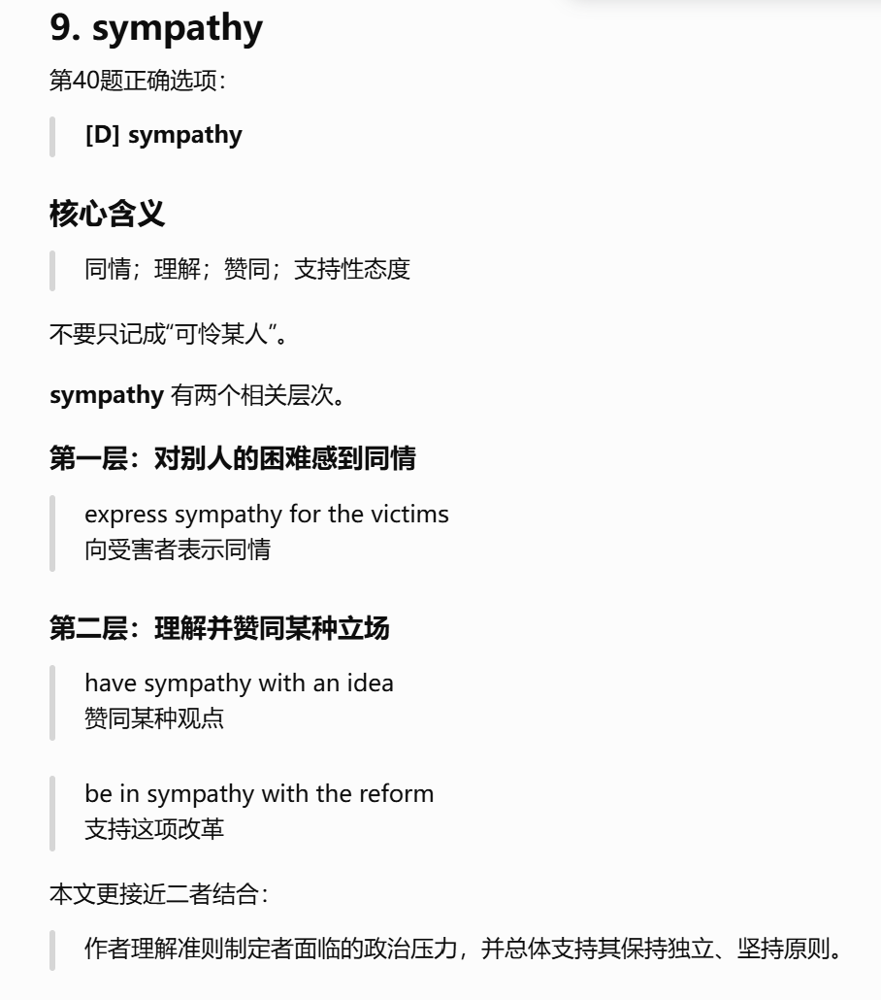 9. sympathy
第40题正确选项：
[D] sympathy
核心含义
同情；理解；赞同；支持性态度
不要只记成“可怜某人”。
sympathy 有两个相关层次。
第一层：对别人的困难感到同情
express sympathy for the victims
向受害者表示同情
第二层：理解并赞同某种立场
have sympathy with an idea
赞同某种观点
be in sympathy with the reform
支持这项改革
本文更接近二者结合：
作者理解准则制定者面临的政治压力，并总体支持其保持独立、坚持原则。